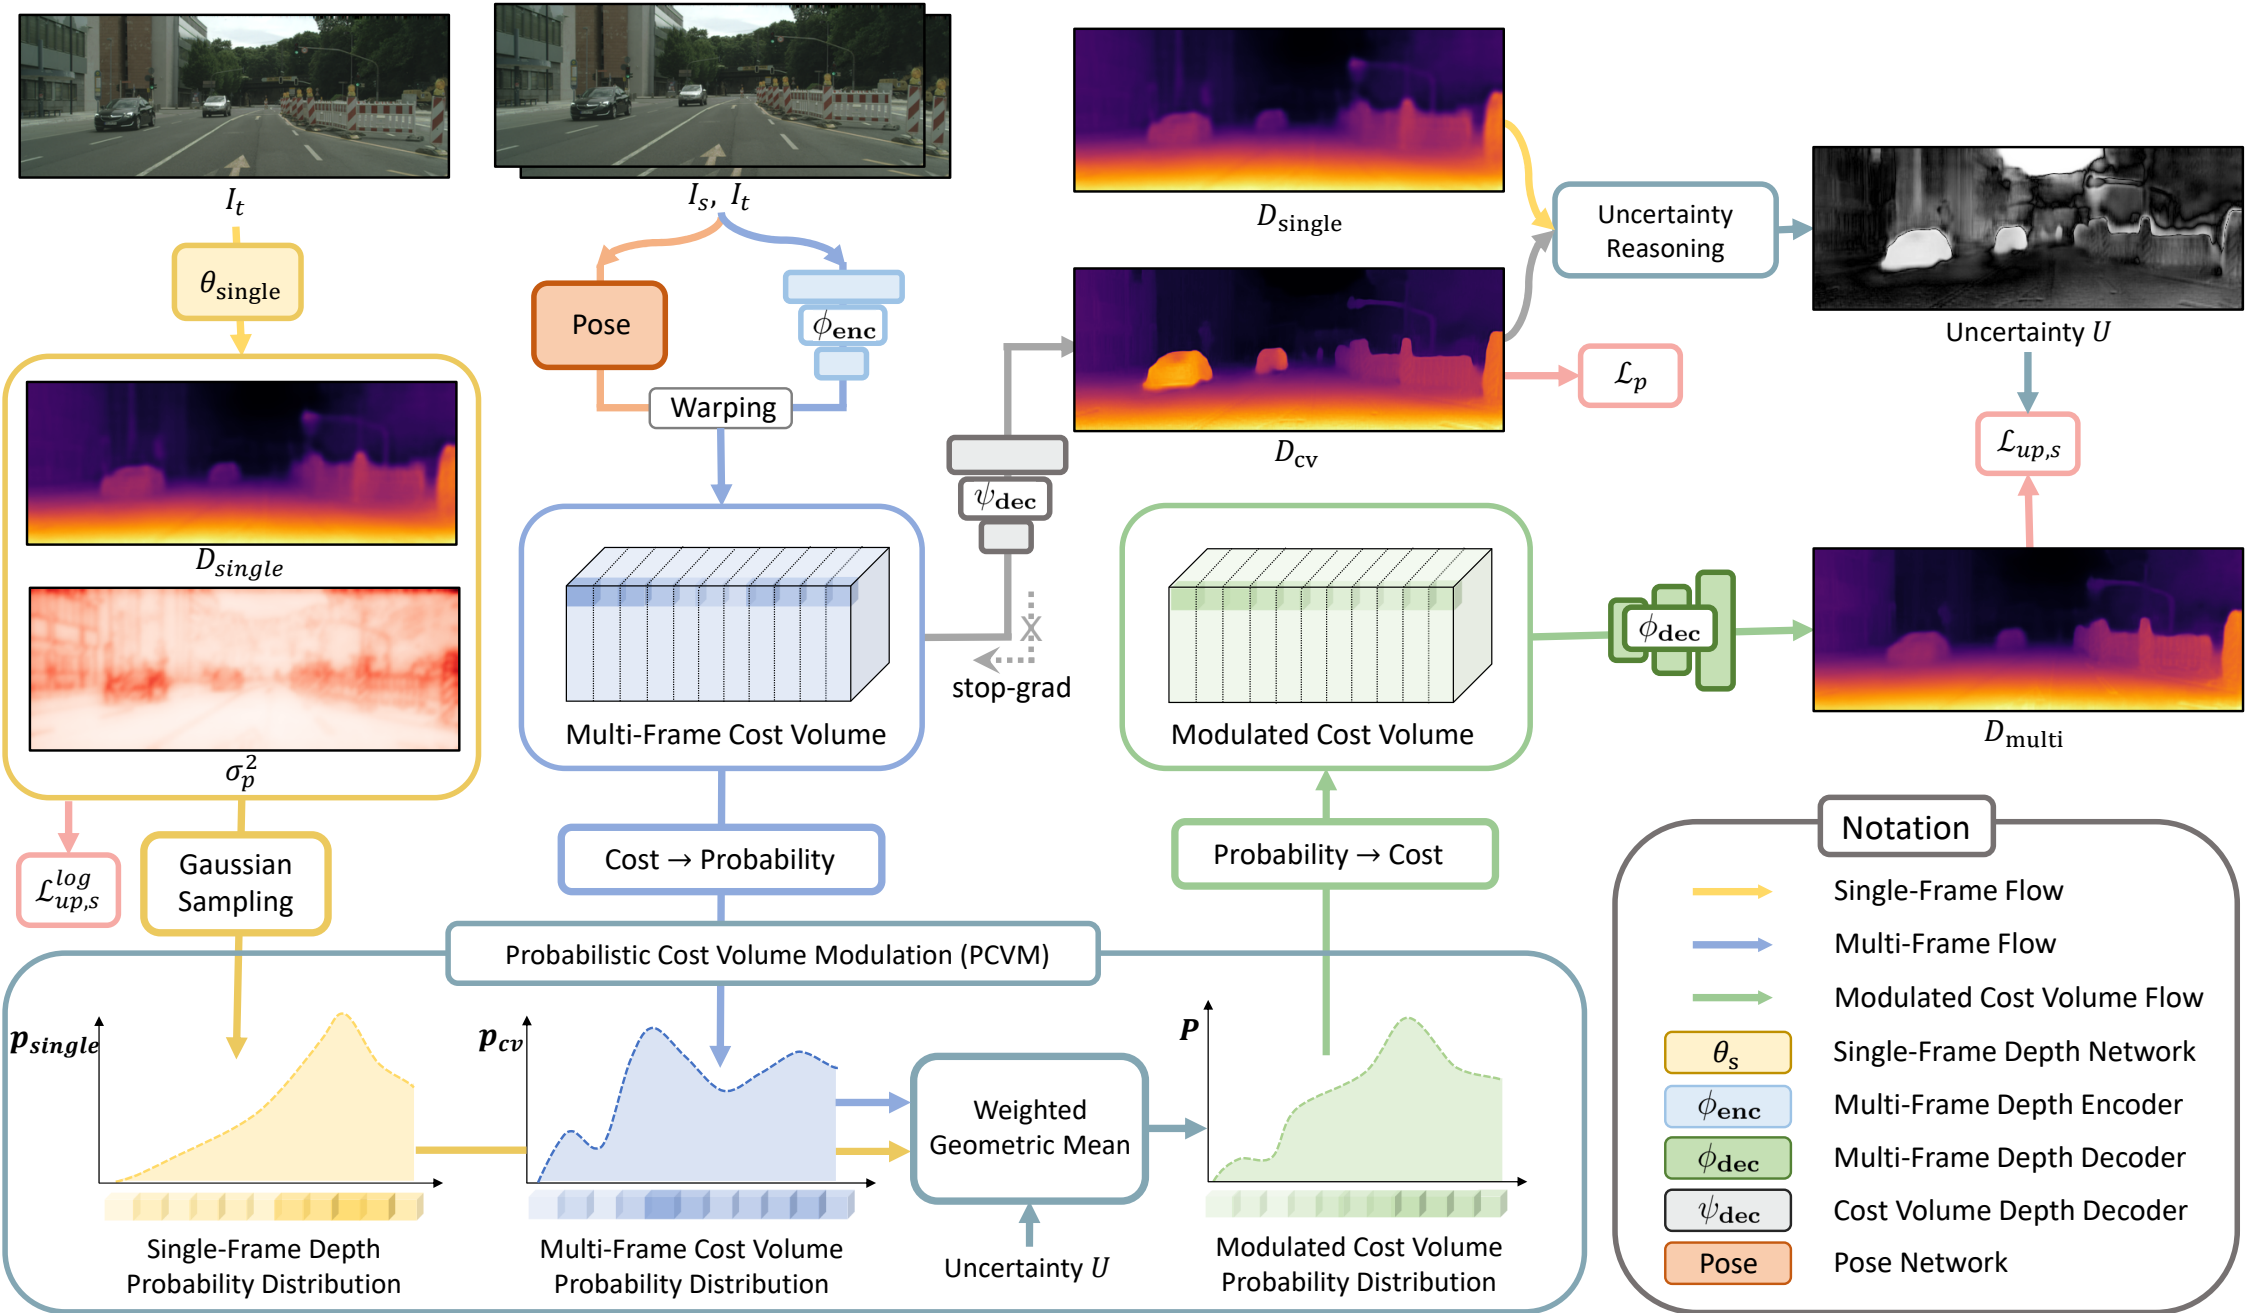 I_t
I_s, I_t
θ_single
Pose
ϕ_enc
Warping
D_single
σ_p^2
ℒ_{up,s}^{log}
Gaussian
Sampling
Multi-Frame Cost Volume
Cost → Probability
ψ_dec
X
stop-grad
D_single
D_cv
Uncertainty
Reasoning
ℒ_p
Uncertainty U
ℒ_{up,s}
Modulated Cost Volume
ϕ_dec
D_multi
Probability → Cost
Probabilistic Cost Volume Modulation (PCVM)
p_single
Single-Frame Depth
Probability Distribution
p_cv
Multi-Frame Cost Volume
Probability Distribution
Weighted
Geometric Mean
Uncertainty U
P
Modulated Cost Volume
Probability Distribution
Notation
Single-Frame Flow
Multi-Frame Flow
Modulated Cost Volume Flow
θ_s Single-Frame Depth Network
ϕ_enc Multi-Frame Depth Encoder
ϕ_dec Multi-Frame Depth Decoder
ψ_dec Cost Volume Depth Decoder
Pose Pose Network